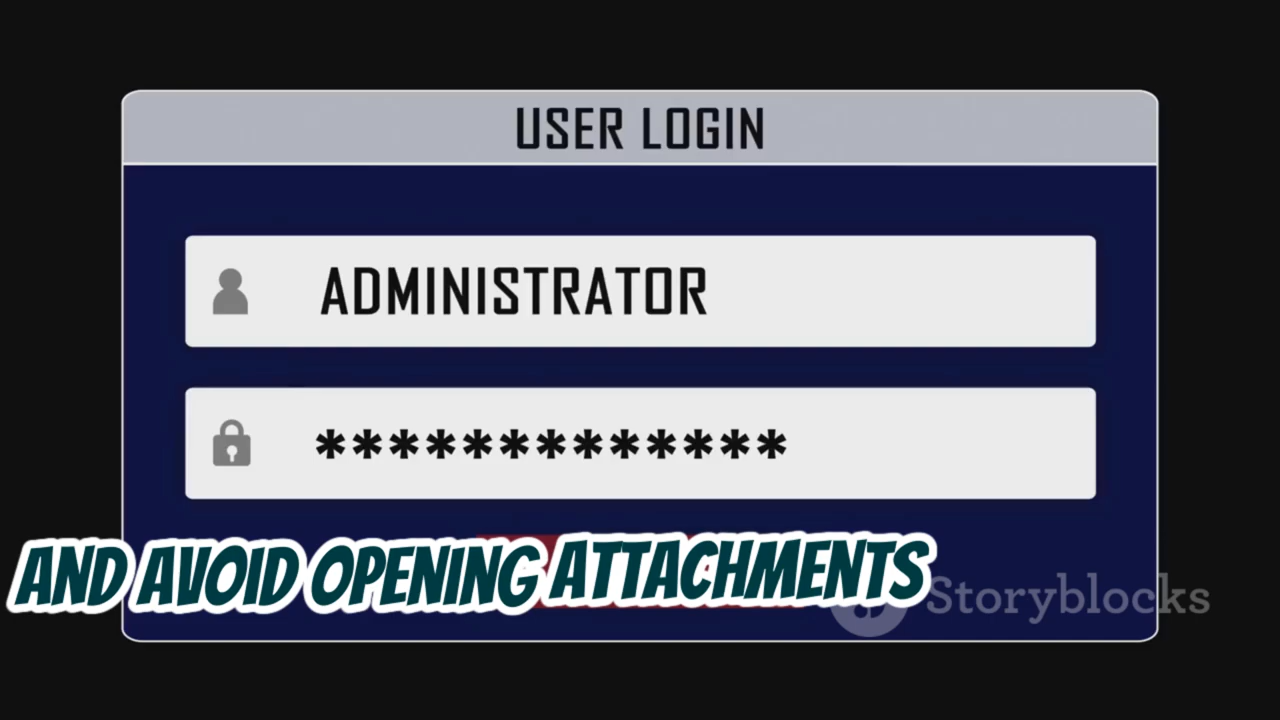 USER LOGIN
ADMINISTRATOR
*************
AND AVOID OPENING ATTACHMENTS
Storyblocks